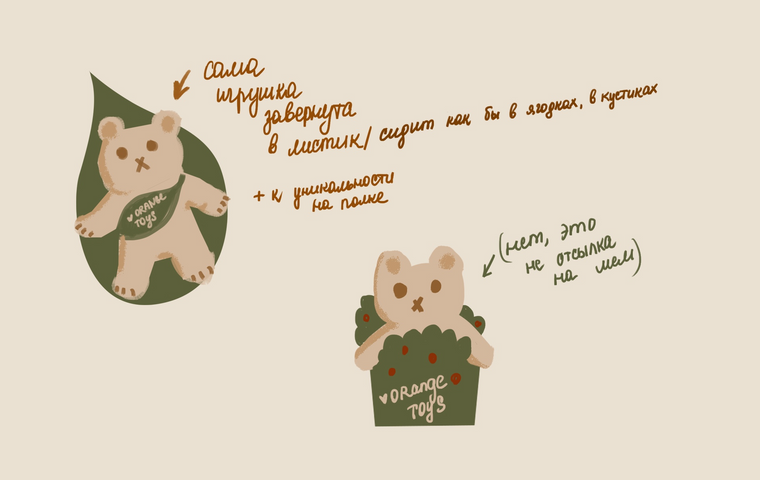 сама
игрушка
завернута
в листик/ сидит как бы в ягодках, в кустиках
+ к уникальности
на полке
♥ORANGE
TOYS
(нет, это
не отсылка
на мем)
♥ORANGE
TOYS